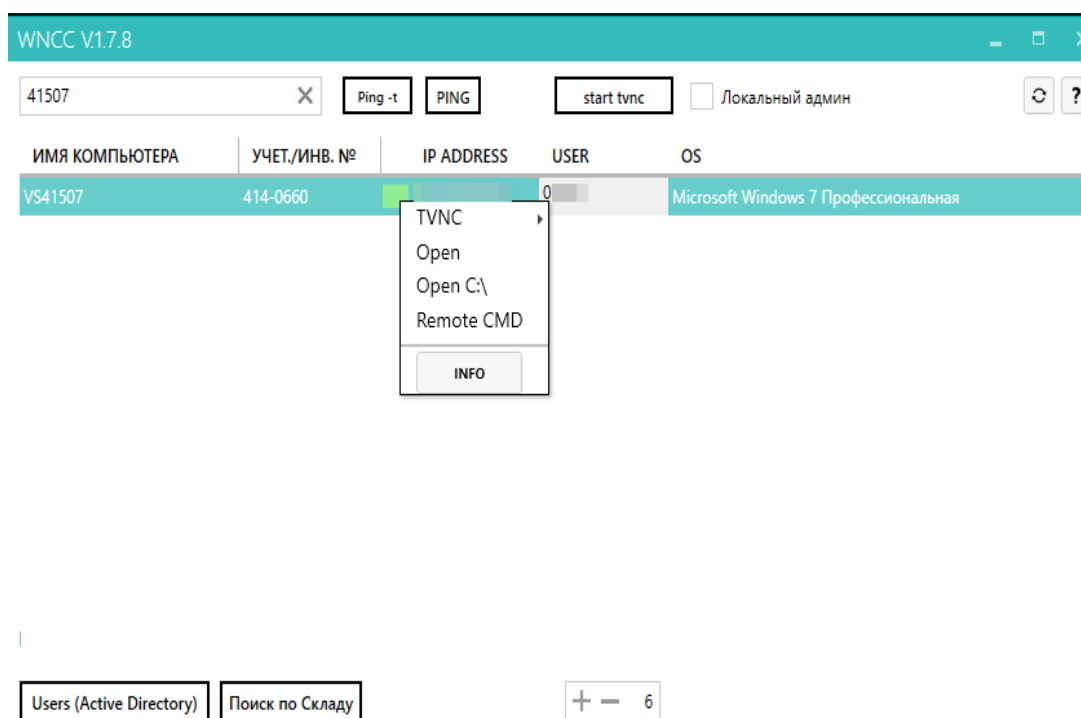 WNCC V.1.7.8
41507 Ping -t PING start tvnc Локальный админ ?
ИМЯ КОМПЬЮТЕРА УЧЕТ./ИНВ. № IP ADDRESS USER OS
VS41507 414-0660 0 Microsoft Windows 7 Профессиональная
TVNC
Open
Open C:\
Remote CMD
INFO
Users (Active Directory) Поиск по Складу 6